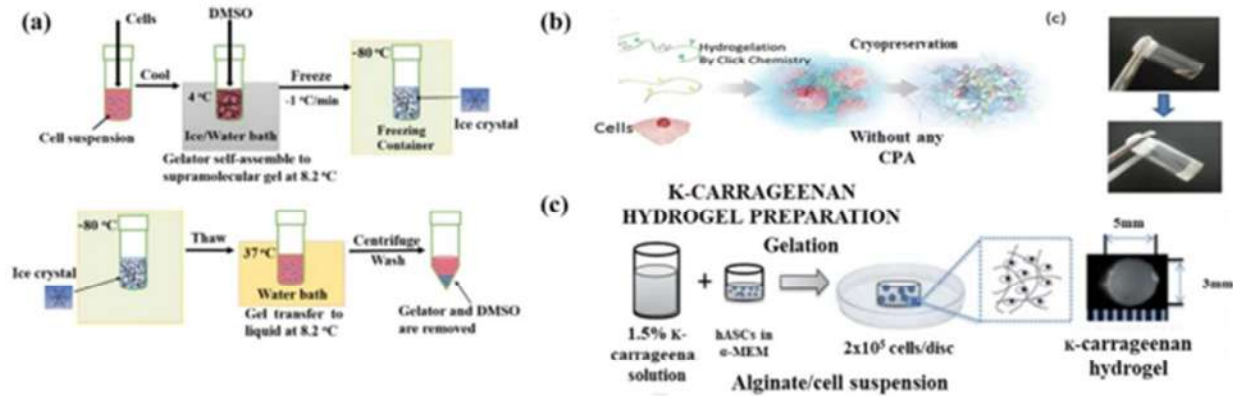 (a)
Cells
DMSO
Cool
4 °C
Freeze
-1 °C/min
-80 °C
Ice crystal
Cell suspension
Ice/Water bath
Freezing
Container
Gelator self-assemble to
supramolecular gel at 8.2 °C
-80 °C
Ice crystal
Thaw
37 °C
Water bath
Centrifuge
Wash
Gel transfer to
liquid at 8.2 °C
Gelator and DMSO
are removed
(b)
Hydrogelation
By Click Chemistry
Cells
Cryopreservation
Without any
CPA
(c)
(c)
K-CARRAGEENAN
HYDROGEL PREPARATION
Gelation
+
1.5% K-
carrageena
solution
hASCs in
α-MEM
2x10⁵ cells/disc
Alginate/cell suspension
5mm
3mm
K-carrageenan
hydrogel